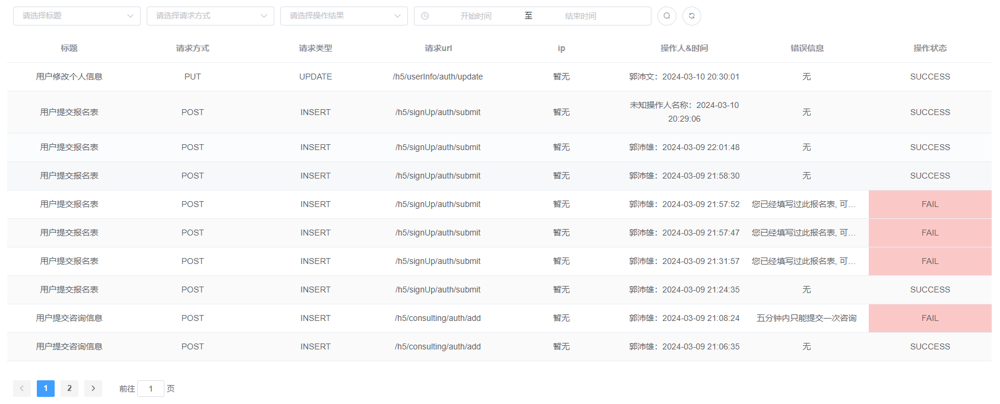 请选择标题 请选择请求方式 请选择操作结果 开始时间 至 结束时间
标题 请求方式 请求类型 请求url ip 操作人&时间 错误信息 操作状态
用户修改个人信息 PUT UPDATE /h5/userInfo/auth/update 暂无 郭沛文：2024-03-10 20:30:01 无 SUCCESS
用户提交报名表 POST INSERT /h5/signUp/auth/submit 暂无 未知操作人名称：2024-03-10 20:29:06 无 SUCCESS
用户提交报名表 POST INSERT /h5/signUp/auth/submit 暂无 郭沛雄：2024-03-09 22:01:48 无 SUCCESS
用户提交报名表 POST INSERT /h5/signUp/auth/submit 暂无 郭沛雄：2024-03-09 21:58:30 无 SUCCESS
用户提交报名表 POST INSERT /h5/signUp/auth/submit 暂无 郭沛雄：2024-03-09 21:57:52 您已经填写过此报名表, 可... FAIL
用户提交报名表 POST INSERT /h5/signUp/auth/submit 暂无 郭沛雄：2024-03-09 21:57:47 您已经填写过此报名表, 可... FAIL
用户提交报名表 POST INSERT /h5/signUp/auth/submit 暂无 郭沛雄：2024-03-09 21:31:57 您已经填写过此报名表, 可... FAIL
用户提交报名表 POST INSERT /h5/signUp/auth/submit 暂无 郭沛雄：2024-03-09 21:24:35 无 SUCCESS
用户提交咨询信息 POST INSERT /h5/consulting/auth/add 暂无 郭沛雄：2024-03-09 21:08:24 五分钟内只能提交一次咨询 FAIL
用户提交咨询信息 POST INSERT /h5/consulting/auth/add 暂无 郭沛雄：2024-03-09 21:06:35 无 SUCCESS
1 2 前往 1 页